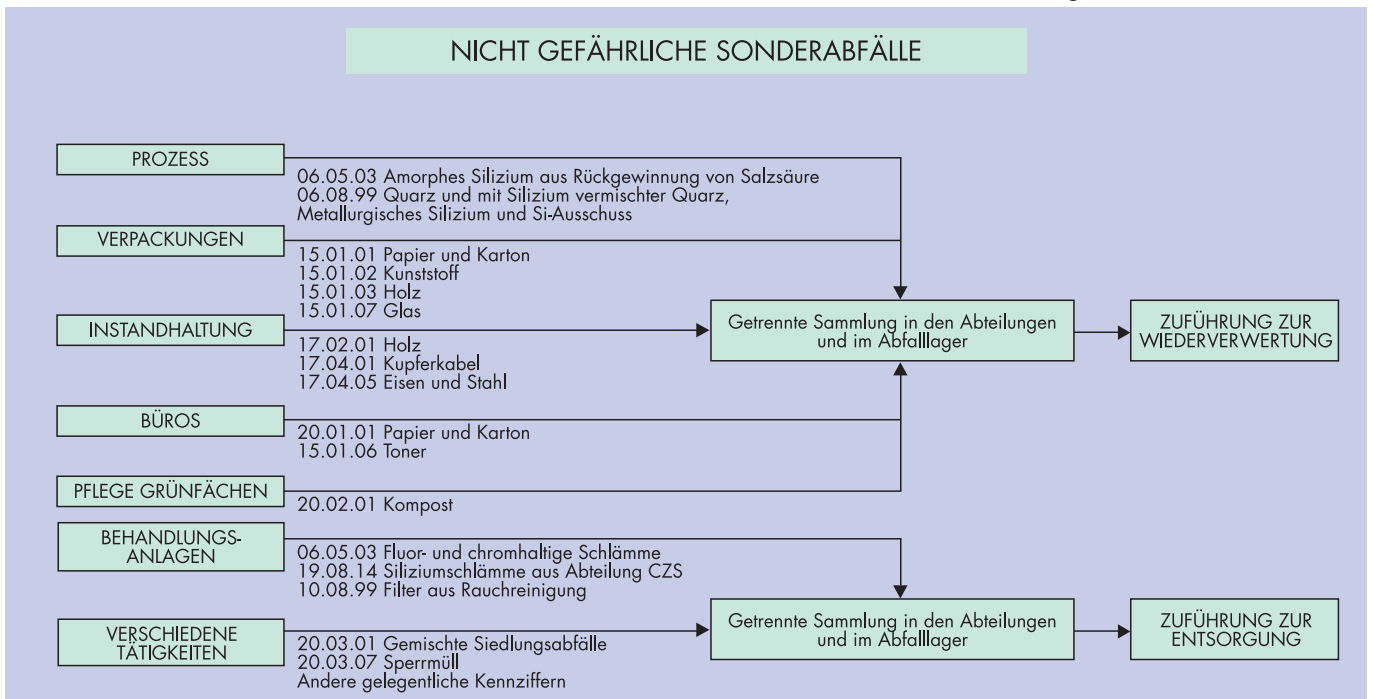 NICHT GEFÄHRLICHE SONDERABFÄLLE
PROZESS
06.05.03 Amorphes Silizium aus Rückgewinnung von Salzsäure
06.08.99 Quarz und mit Silizium vermischter Quarz,
Metallurgisches Silizium und Si-Ausschuss
VERPACKUNGEN
15.01.01 Papier und Karton
15.01.02 Kunststoff
15.01.03 Holz
15.01.07 Glas
INSTANDHALTUNG
17.02.01 Holz
17.04.01 Kupferkabel
17.04.05 Eisen und Stahl
Getrennte Sammlung in den Abteilungen
und im Abfalllager
ZUFÜHRUNG ZUR
WIEDERVERWERTUNG
BÜROS
20.01.01 Papier und Karton
15.01.06 Toner
PFLEGE GRÜNFÄCHEN
20.02.01 Kompost
BEHANDLUNGS-
ANLAGEN
06.05.03 Fluor- und chromhaltige Schlämme
19.08.14 Siliziumschlämme aus Abteilung CZS
10.08.99 Filter aus Rauchreinigung
VERSCHIEDENE
TÄTIGKEITEN
20.03.01 Gemischte Siedlungsabfälle
20.03.07 Sperrmüll
Andere gelegentliche Kennziffern
Getrennte Sammlung in den Abteilungen
und im Abfalllager
ZUFÜHRUNG ZUR
ENTSORGUNG